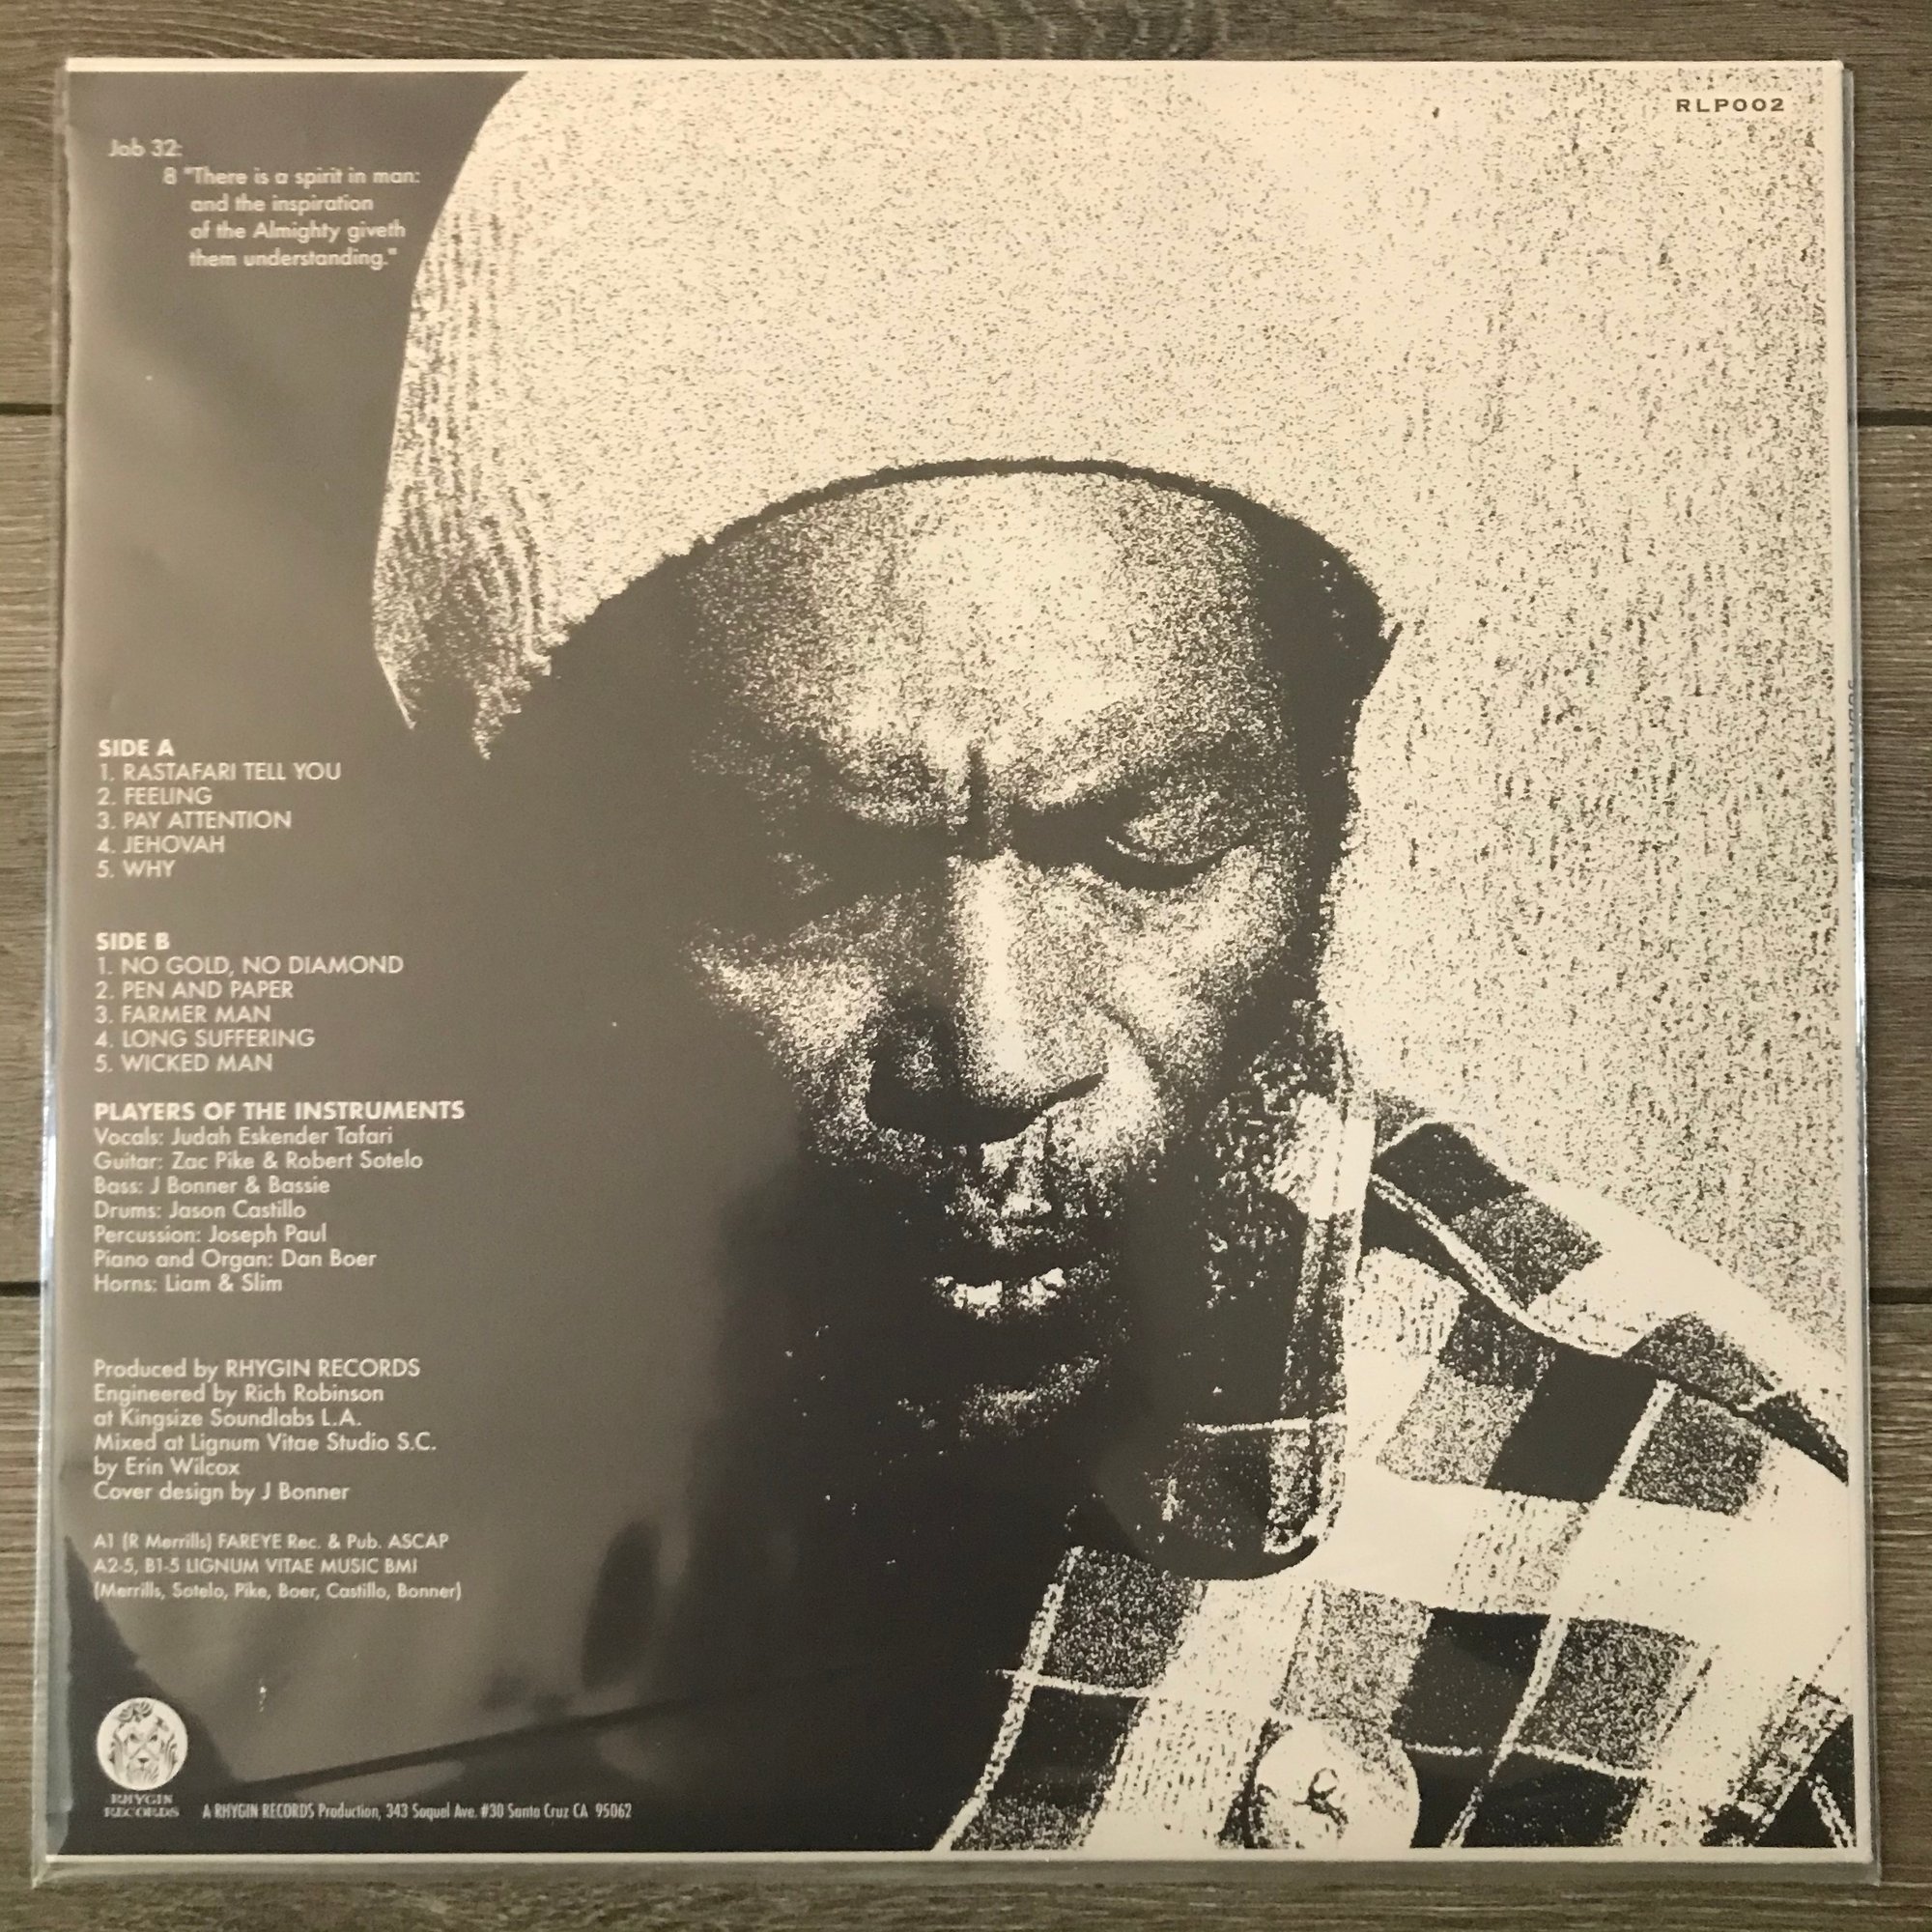 RLP002
Job 32:
8 "There is a spirit in man:
and the inspiration
of the Almighty giveth
them understanding."
SIDE A
1. RASTAFARI TELL YOU
2. FEELING
3. PAY ATTENTION
4. JEHOVAH
5. WHY
SIDE B
1. NO GOLD, NO DIAMOND
2. PEN AND PAPER
3. FARMER MAN
4. LONG SUFFERING
5. WICKED MAN
PLAYERS OF THE INSTRUMENTS
Vocals: Judah Eskender Tafari
Guitar: Zac Pike & Robert Sotelo
Bass: J Bonner & Bassie
Drums: Jason Castillo
Percussion: Joseph Paul
Piano and Organ: Dan Boer
Horns: Liam & Slim
Produced by RHYGIN RECORDS
Engineered by Rich Robinson
at Kingsize Soundlabs L.A.
Mixed at Lignum Vitae Studio S.C.
by Erin Wilcox
Cover design by J Bonner
A1 (R Merrills) FAREYE Rec. & Pub. ASCAP
A2-5, B1-5 LIGNUM VITAE MUSIC BMI
(Merrills, Sotelo, Pike, Boer, Castillo, Bonner)
RHYGIN
RECORDS
A RHYGIN RECORDS Production, 343 Soquel Ave. #30 Santa Cruz CA 95062